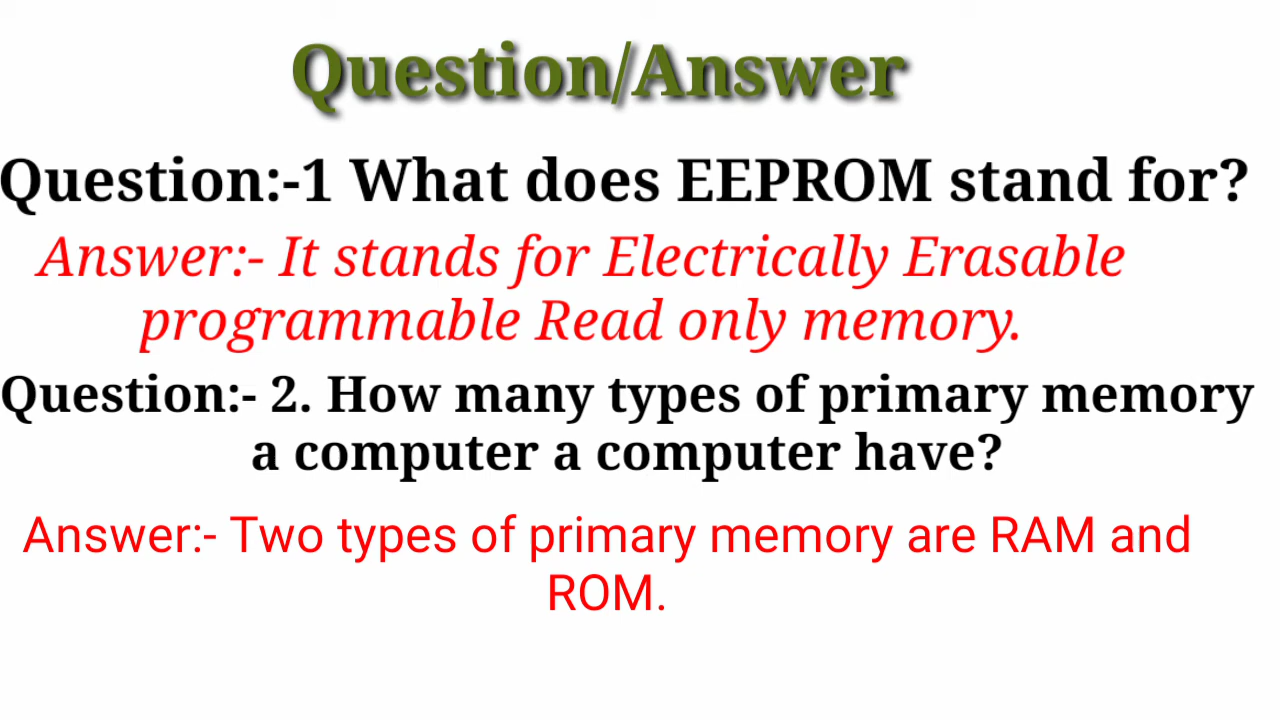 Question/Answer
Question:-1 What does EEPROM stand for?
Answer:- It stands for Electrically Erasable
programmable Read only memory.
Question:- 2. How many types of primary memory
a computer a computer have?
Answer:- Two types of primary memory are RAM and
ROM.